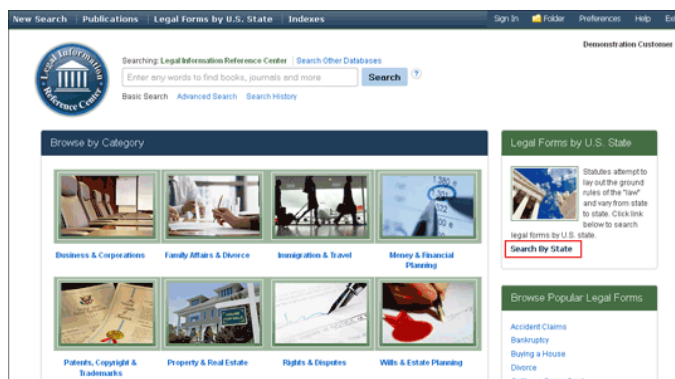 New Search Publications Legal Forms by U.S. State Indexes Sign In Folder Preferences Help
Demonstration Customer
Legal Information Reference Center
Searching: Legal Information Reference Center Search Other Databases
Enter any words to find books, journals and more Search ?
Basic Search Advanced Search Search History
Browse by Category
Business & Corporations
Family Affairs & Divorce
Immigration & Travel
Money & Financial
Planning
Patents, Copyright &
Trademarks
Property & Real Estate
Rights & Disputes
Wills & Estate Planning
Legal Forms by U.S. State
Statutes attempt to
lay out the ground
rules of the "law"
and vary from state
to state. Click link
below to search
legal forms by U.S. state.
Search By State
Browse Popular Legal Forms
Accident Claims
Bankruptcy
Buying a House
Divorce